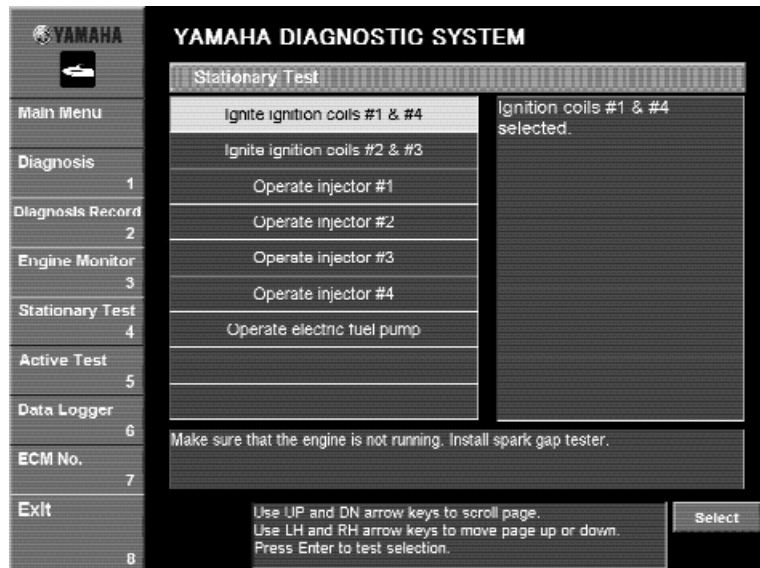 YAMAHA
YAMAHA DIAGNOSTIC SYSTEM
Stationary Test
Main Menu
Diagnosis
1
Diagnosis Record
2
Engine Monitor
3
Stationary Test
4
Active Test
5
Data Logger
6
ECM No.
7
Exit
8
Ignite ignition coils #1 & #4
Ignite ignition coils #2 & #3
Operate injector #1
Operate injector #2
Operate injector #3
Operate injector #4
Operate electric fuel pump
Ignition coils #1 & #4
selected.
Make sure that the engine is not running. Install spark gap tester.
Use UP and DN arrow keys to scroll page.
Use LH and RH arrow keys to move page up or down.
Press Enter to test selection.
Select